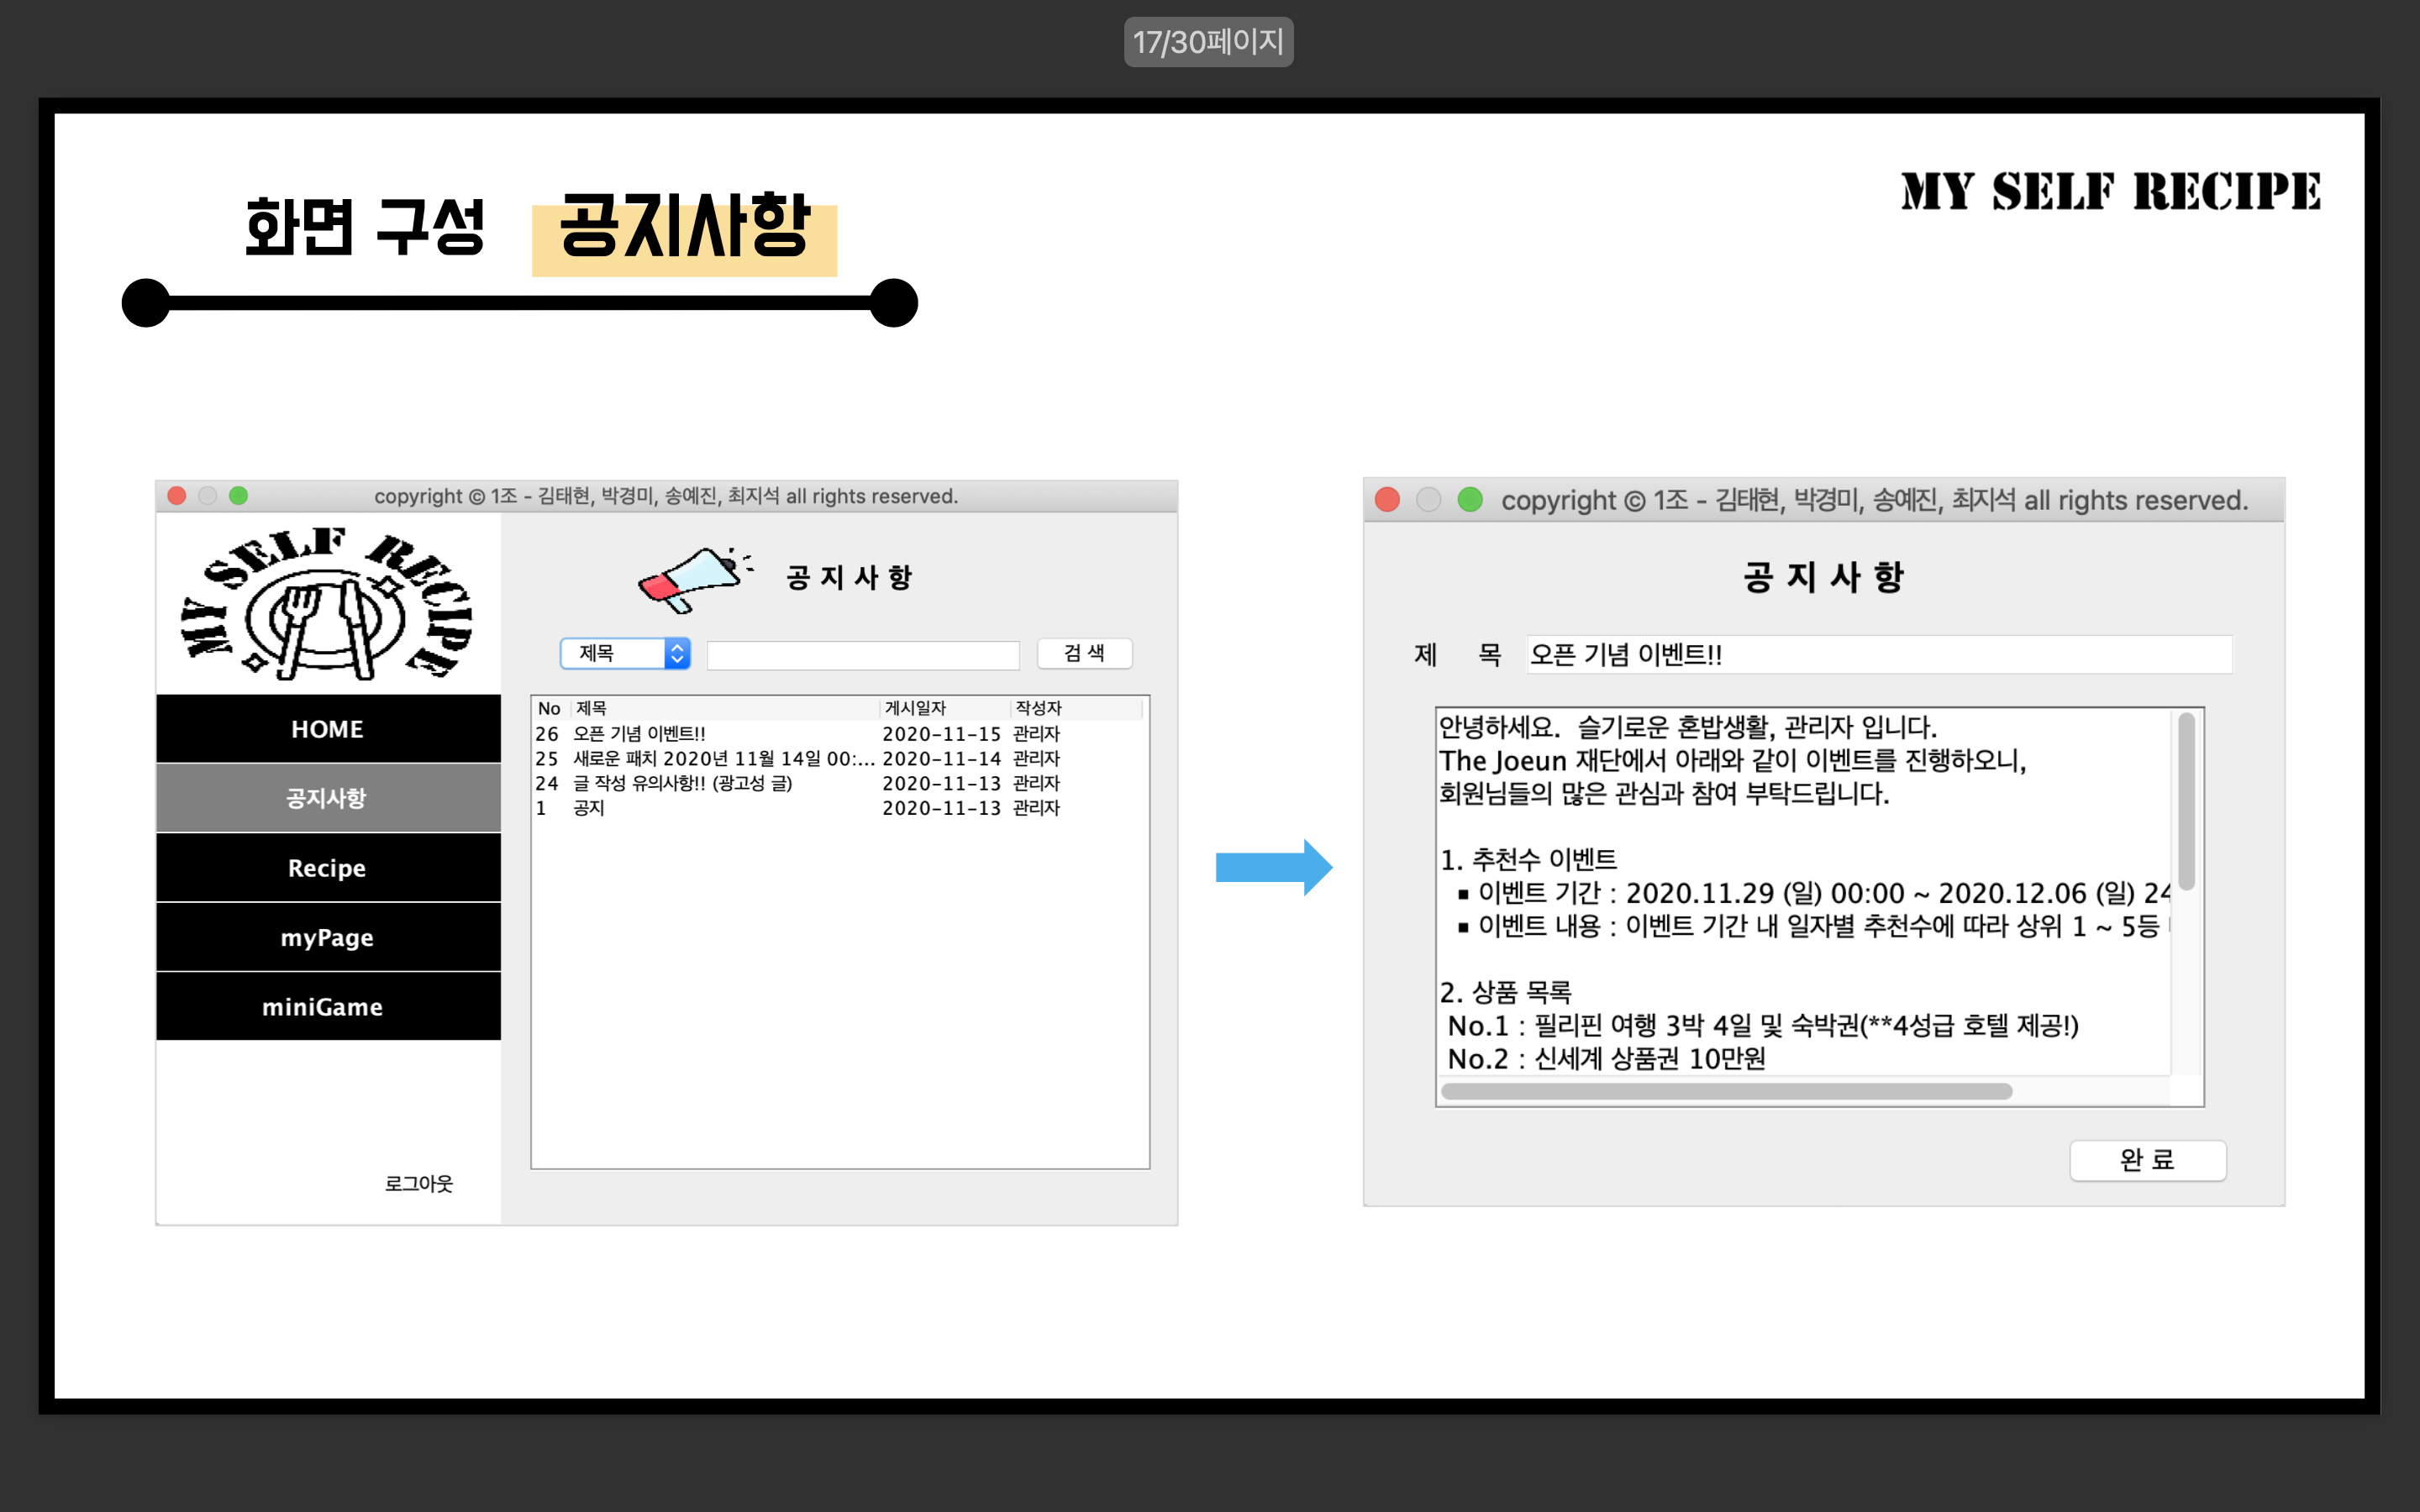 17/30페이지
화면 구성 공지사항
MY SELF RECIPE
copyright © 1조 - 김태현, 박경미, 송예진, 최지석 all rights reserved.
MY SELF RECIPE
HOME
공지사항
Recipe
myPage
miniGame
로그아웃
공 지 사 항
제목 검 색
No 제목 게시일자 작성자
26 오픈 기념 이벤트!! 2020-11-15 관리자
25 새로운 패치 2020년 11월 14일 00:... 2020-11-14 관리자
24 글 작성 유의사항!! (광고성 글) 2020-11-13 관리자
1 공지 2020-11-13 관리자
copyright © 1조 - 김태현, 박경미, 송예진, 최지석 all rights reserved.
공 지 사 항
제 목 오픈 기념 이벤트!!
안녕하세요. 슬기로운 혼밥생활, 관리자 입니다.
The Joeun 재단에서 아래와 같이 이벤트를 진행하오니,
회원님들의 많은 관심과 참여 부탁드립니다.
1. 추천수 이벤트
▪ 이벤트 기간 : 2020.11.29 (일) 00:00 ~ 2020.12.06 (일) 24
▪ 이벤트 내용 : 이벤트 기간 내 일자별 추천수에 따라 상위 1 ~ 5등
2. 상품 목록
No.1 : 필리핀 여행 3박 4일 및 숙박권(**4성급 호텔 제공!)
No.2 : 신세계 상품권 10만원
완 료